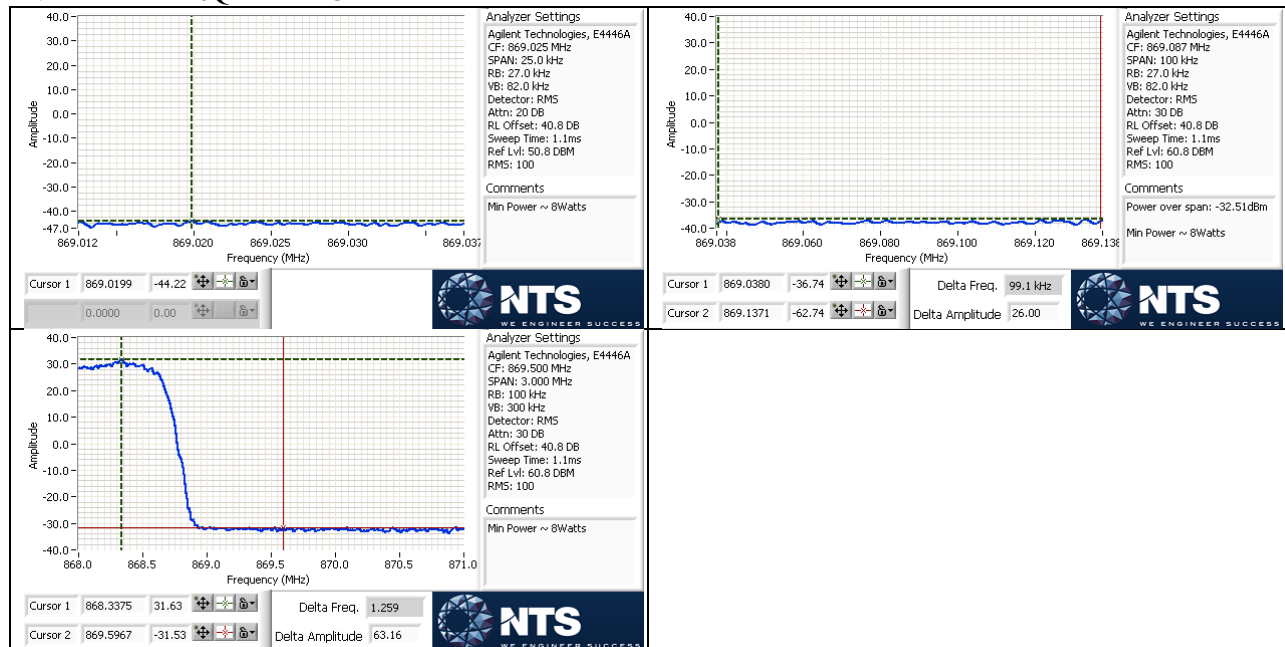 40.0
30.0
20.0
10.0
0.0
-10.0
-20.0
-30.0
-40.0
-47.0
Amplitude
869.012 869.020 869.025 869.030 869.037
Frequency (MHz)
Analyzer Settings
Agilent Technologies, E4446A
CF: 869.025 MHz
SPAN: 25.0 kHz
RB: 27.0 kHz
VB: 82.0 kHz
Detector: RMS
Attn: 20 DB
RL Offset: 40.8 DB
Sweep Time: 1.1ms
Ref Lvl: 50.8 DBM
RMS: 100
Comments
Min Power ~ 8Watts
Cursor 1 869.0199 -44.22
0.0000 0.00
NTS
WE ENGINEER SUCCESS
40.0
30.0
20.0
10.0
0.0
-10.0
-20.0
-30.0
-40.0
Amplitude
869.038 869.060 869.080 869.100 869.120 869.138
Frequency (MHz)
Analyzer Settings
Agilent Technologies, E4446A
CF: 869.087 MHz
SPAN: 100 kHz
RB: 27.0 kHz
VB: 82.0 kHz
Detector: RMS
Attn: 30 DB
RL Offset: 40.8 DB
Sweep Time: 1.1ms
Ref Lvl: 60.8 DBM
RMS: 100
Comments
Power over span: -32.51dBm
Min Power ~ 8Watts
Cursor 1 869.0380 -36.74
Cursor 2 869.1371 -62.74
Delta Freq. 99.1 kHz
Delta Amplitude 26.00
NTS
WE ENGINEER SUCCESS
40.0
30.0
20.0
10.0
0.0
-10.0
-20.0
-30.0
-40.0
Amplitude
868.0 868.5 869.0 869.5 870.0 870.5 871.0
Frequency (MHz)
Analyzer Settings
Agilent Technologies, E4446A
CF: 869.500 MHz
SPAN: 3.000 MHz
RB: 100 kHz
VB: 300 kHz
Detector: RMS
Attn: 30 DB
RL Offset: 40.8 DB
Sweep Time: 1.1ms
Ref Lvl: 60.8 DBM
RMS: 100
Comments
Min Power ~ 8Watts
Cursor 1 868.3375 31.63
Cursor 2 869.5967 -31.53
Delta Freq. 1.259
Delta Amplitude 63.16
NTS
WE ENGINEER SUCCESS